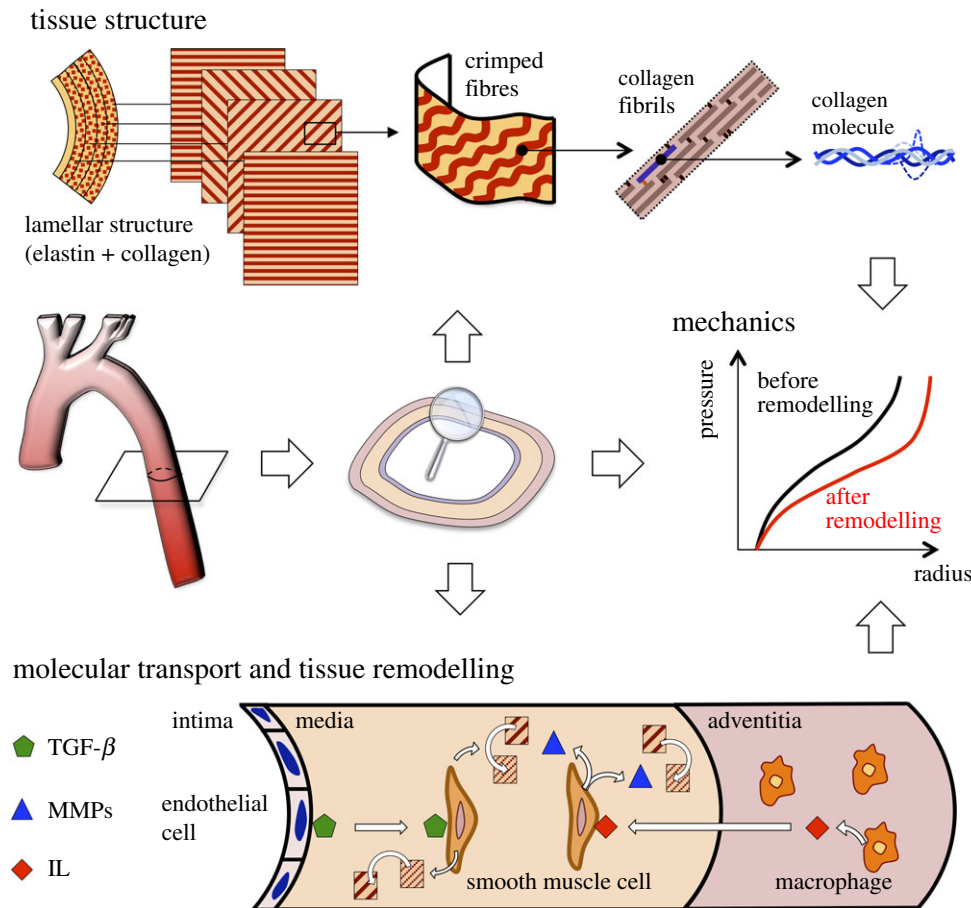 tissue structure
lamellar structure
(elastin + collagen)
crimped
fibres
collagen
fibrils
collagen
molecule
mechanics
pressure
before
remodelling
after
remodelling
radius
molecular transport and tissue remodelling
TGF-β
MMPs
IL
intima
endothelial
cell
media
smooth muscle cell
adventitia
macrophage